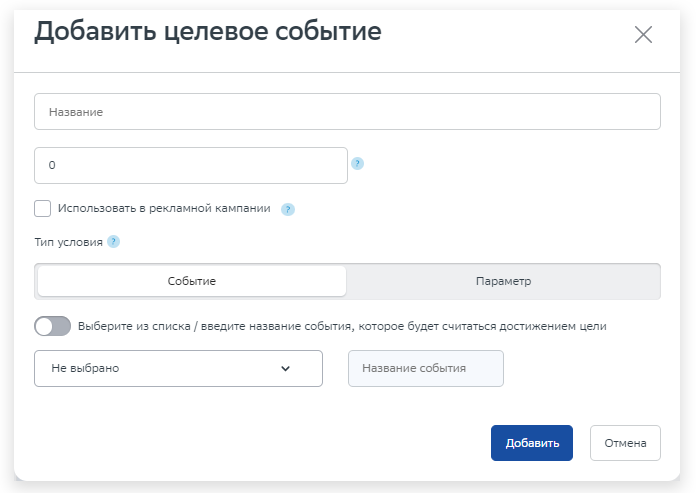 Добавить целевое событие
Название
0 ?
Использовать в рекламной кампании ?
Тип условия ?
Событие Параметр
Выберите из списка / введите название события, которое будет считаться достижением цели
Не выбрано Название события
Добавить Отмена